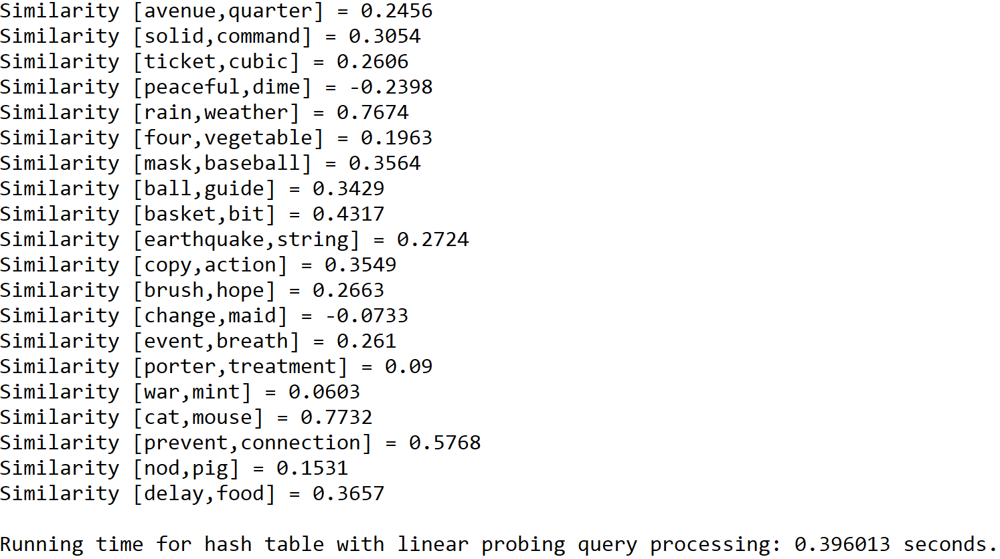 Similarity [avenue,quarter] = 0.2456
Similarity [solid,command] = 0.3054
Similarity [ticket,cubic] = 0.2606
Similarity [peaceful,dime] = -0.2398
Similarity [rain,weather] = 0.7674
Similarity [four,vegetable] = 0.1963
Similarity [mask,baseball] = 0.3564
Similarity [ball,guide] = 0.3429
Similarity [basket,bit] = 0.4317
Similarity [earthquake,string] = 0.2724
Similarity [copy,action] = 0.3549
Similarity [brush,hope] = 0.2663
Similarity [change,maid] = -0.0733
Similarity [event,breath] = 0.261
Similarity [porter,treatment] = 0.09
Similarity [war,mint] = 0.0603
Similarity [cat,mouse] = 0.7732
Similarity [prevent,connection] = 0.5768
Similarity [nod,pig] = 0.1531
Similarity [delay,food] = 0.3657
Running time for hash table with linear probing query processing: 0.396013 seconds.